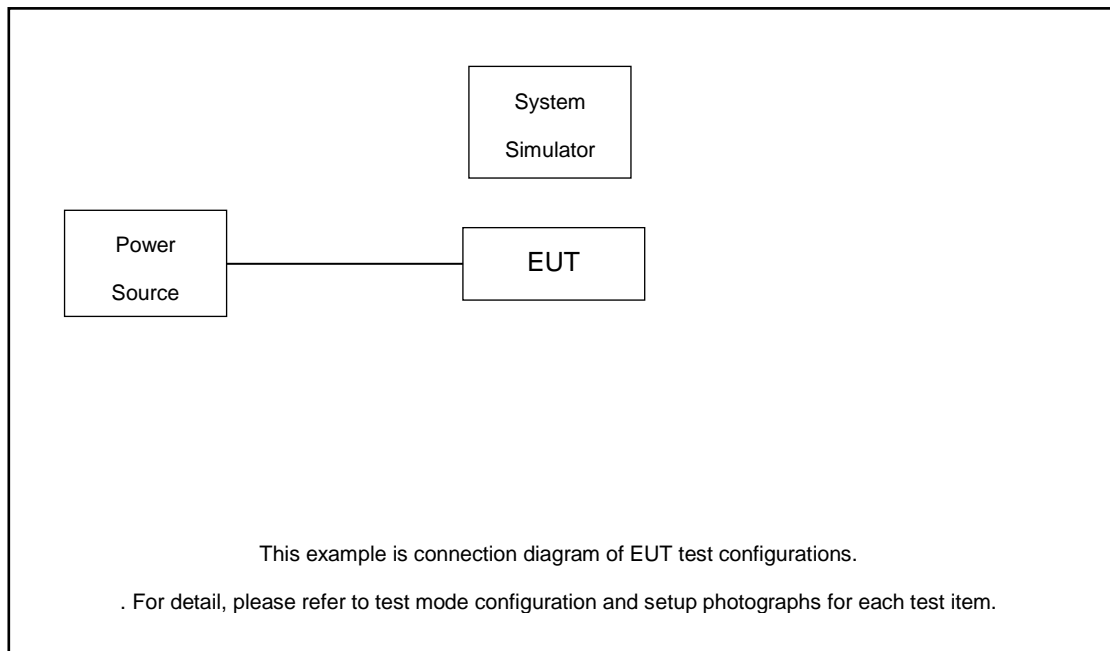 System
Simulator
Power
Source
EUT
This example is connection diagram of EUT test configurations.
. For detail, please refer to test mode configuration and setup photographs for each test item.